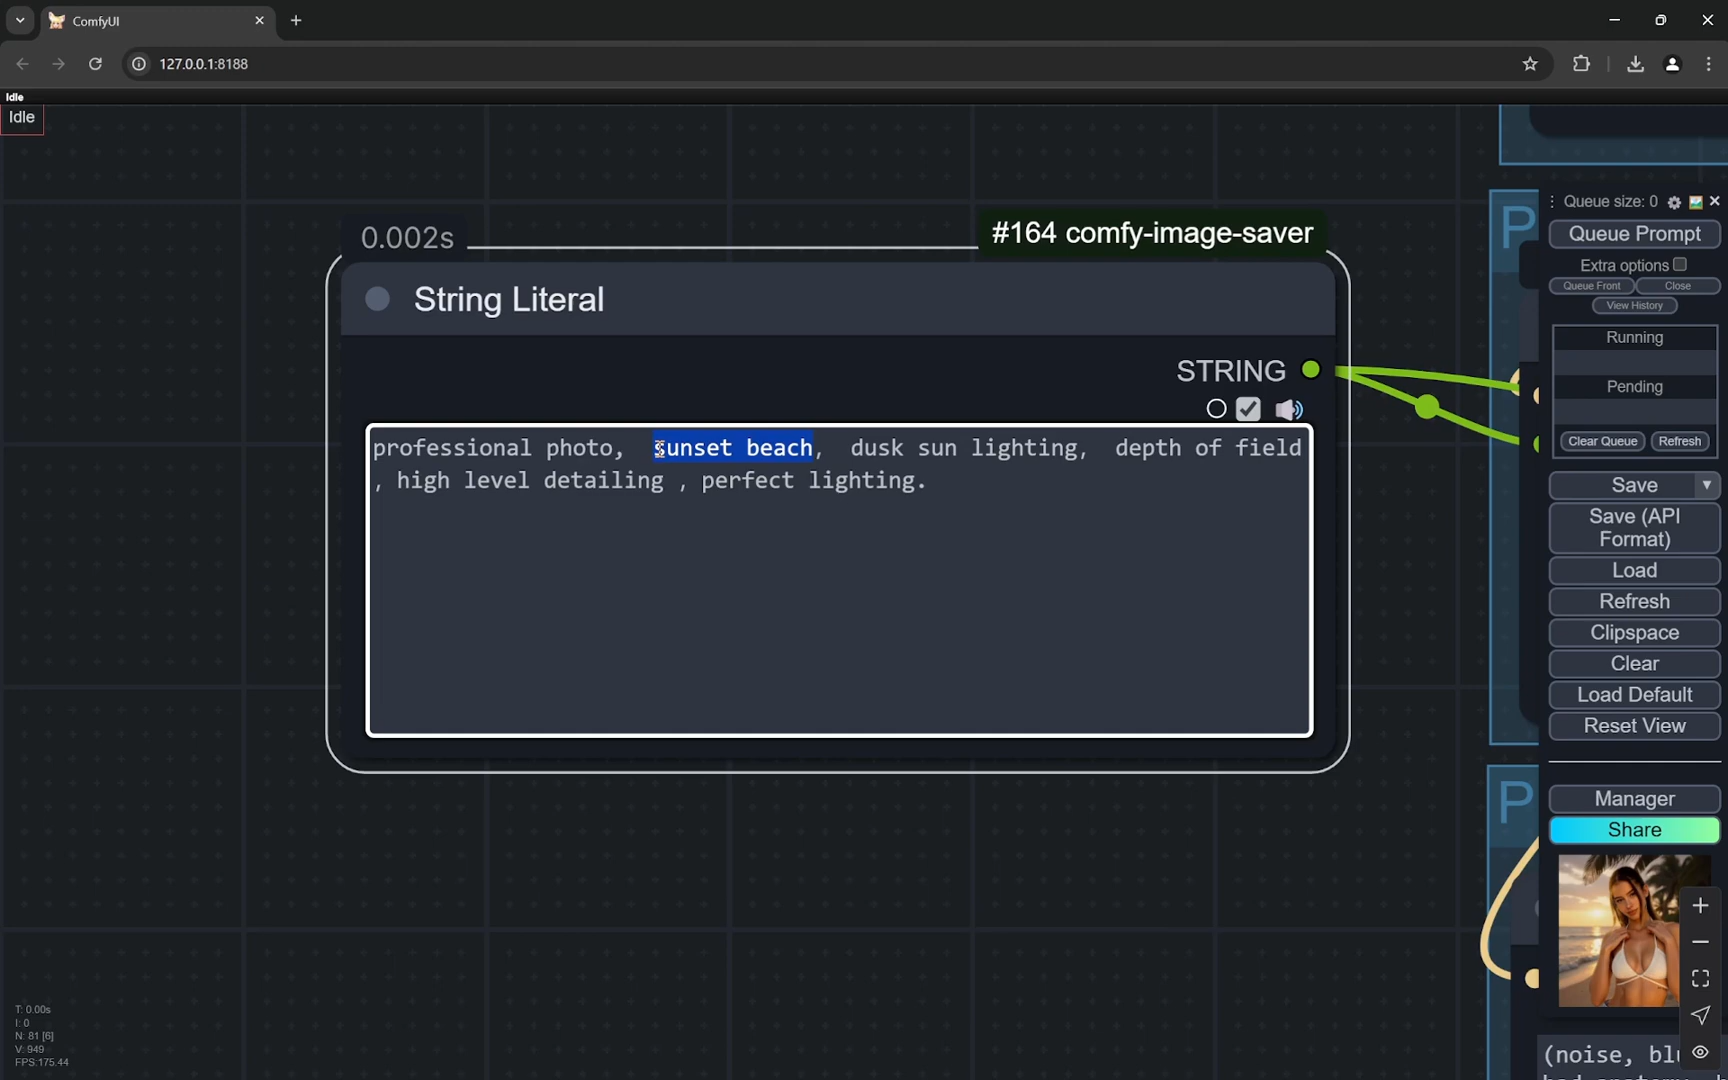 ComfyUI
127.0.0.1:8188
Idle
Idle
0.002s
#164 comfy-image-saver
String Literal
STRING
professional photo,  sunset beach,  dusk sun lighting,  depth of field
, high level detailing , perfect lighting.
P
P
Queue size: 0
Queue Prompt
Extra options
Queue Front
Close
View History
Running
Pending
Clear Queue
Refresh
Save
Save (API
Format)
Load
Refresh
Clipspace
Clear
Load Default
Reset View
Manager
Share
(noise, blu
T: 0.00s
I: 0
N: 81 [6]
V: 949
FPS:175.44